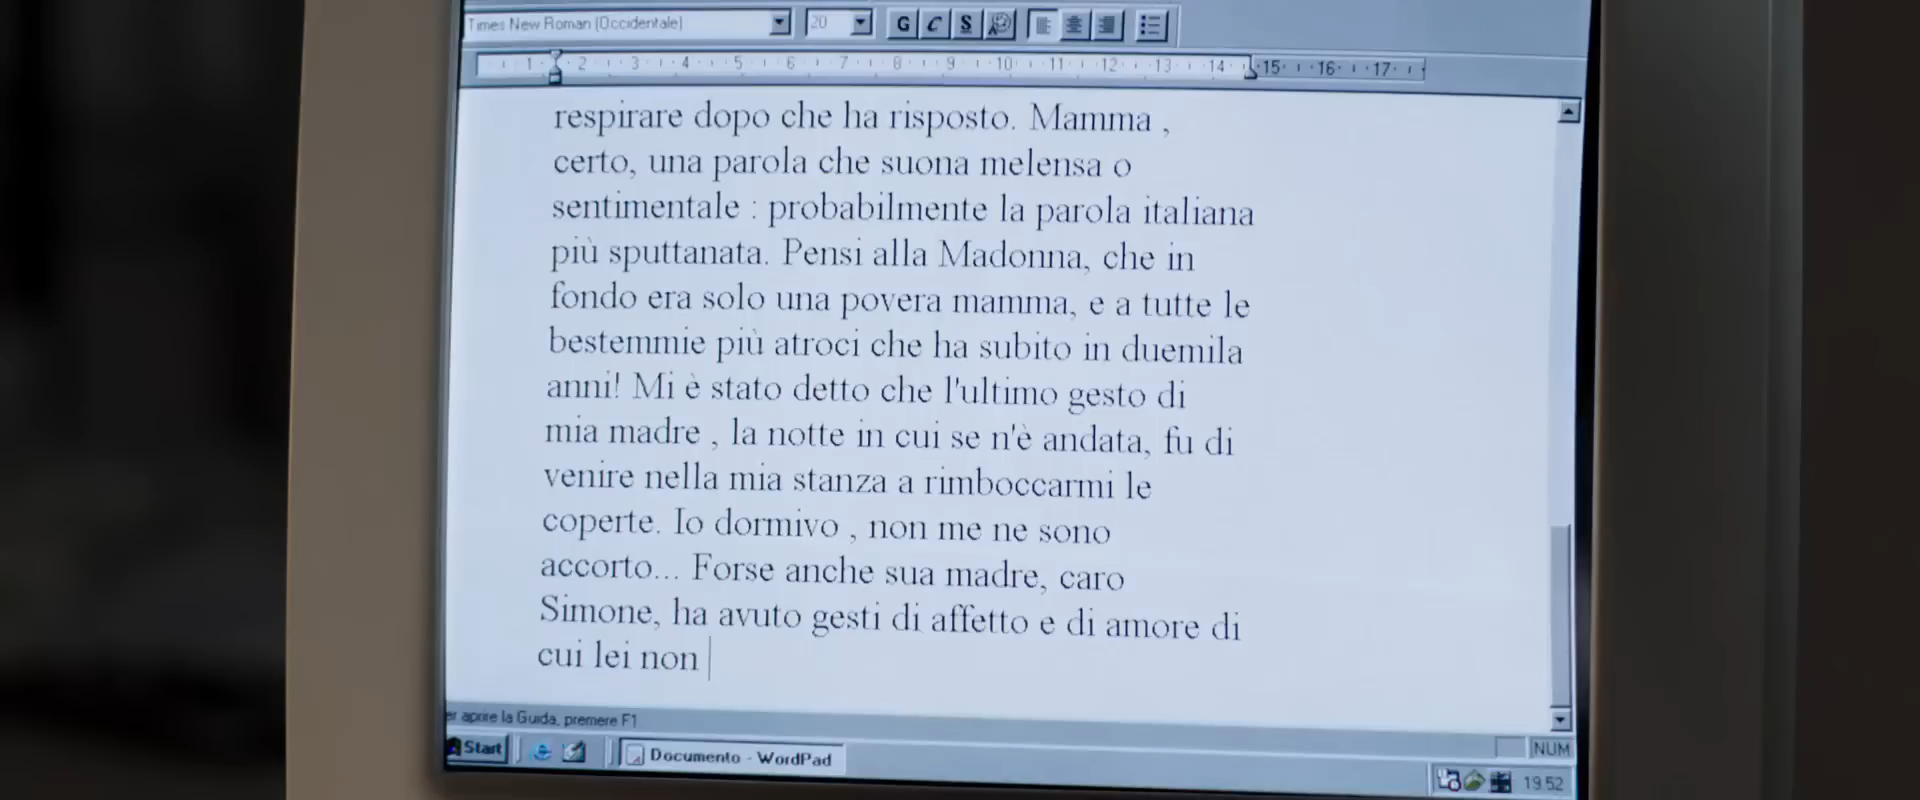 Times New Roman (Occidentale) 20 G C S
1 2 3 4 5 6 7 8 9 10 11 12 13 14 15 16 17
respirare dopo che ha risposto. Mamma ,
certo, una parola che suona melensa o
sentimentale : probabilmente la parola italiana
più sputtanata. Pensi alla Madonna, che in
fondo era solo una povera mamma, e a tutte le
bestemmie più atroci che ha subito in duemila
anni! Mi è stato detto che l'ultimo gesto di
mia madre , la notte in cui se n'è andata, fu di
venire nella mia stanza a rimboccarmi le
coperte. Io dormivo , non me ne sono
accorto... Forse anche sua madre, caro
Simone, ha avuto gesti di affetto e di amore di
cui lei non
er aprire la Guida, premere F1
NUM
Start Documento - WordPad 19.52